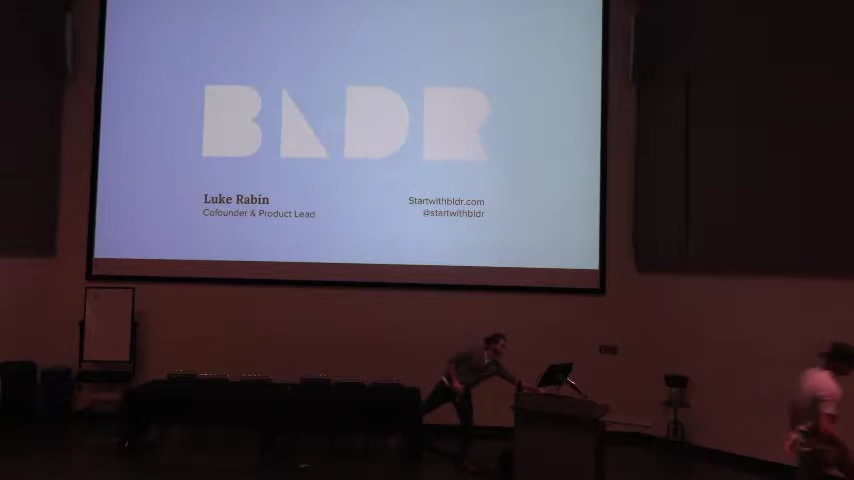 BLDR
Luke Rabin
Cofounder & Product Lead
Startwithbldr.com
@startwithbldr